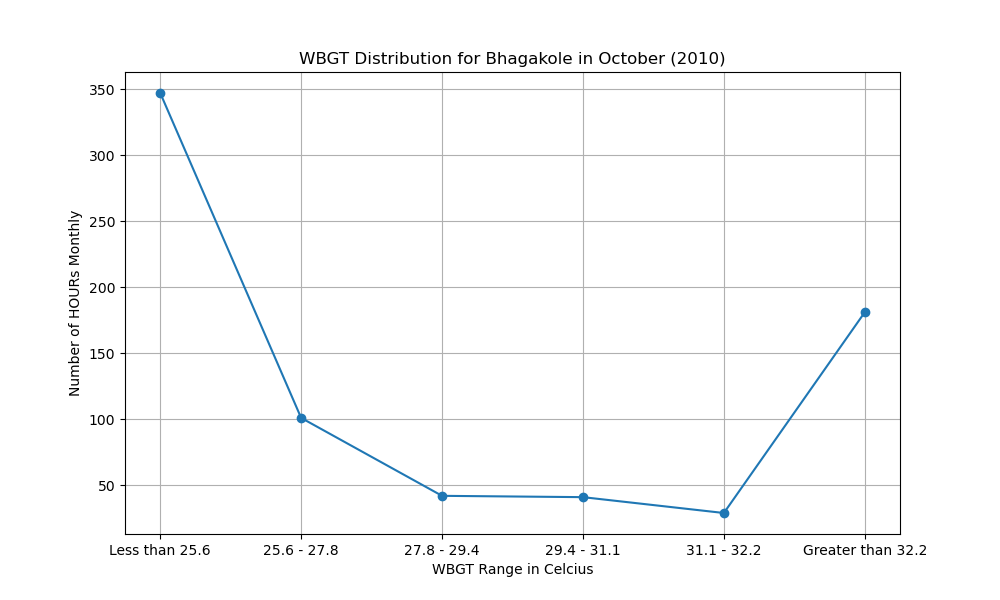 WBGT Distribution for Bhagakole in October (2010)
Number of HOURs Monthly
350
300
250
200
150
100
50
Less than 25.6
25.6 - 27.8
27.8 - 29.4
29.4 - 31.1
31.1 - 32.2
Greater than 32.2
WBGT Range in Celcius